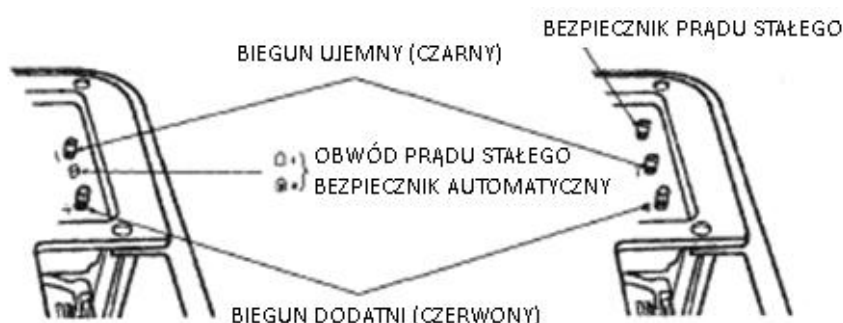 BEZPIECZNIK PRĄDU STAŁEGO
BIEGUN UJEMNY (CZARNY)
OBWÓD PRĄDU STAŁEGO
BEZPIECZNIK AUTOMATYCZNY
BIEGUN DODATNI (CZERWONY)